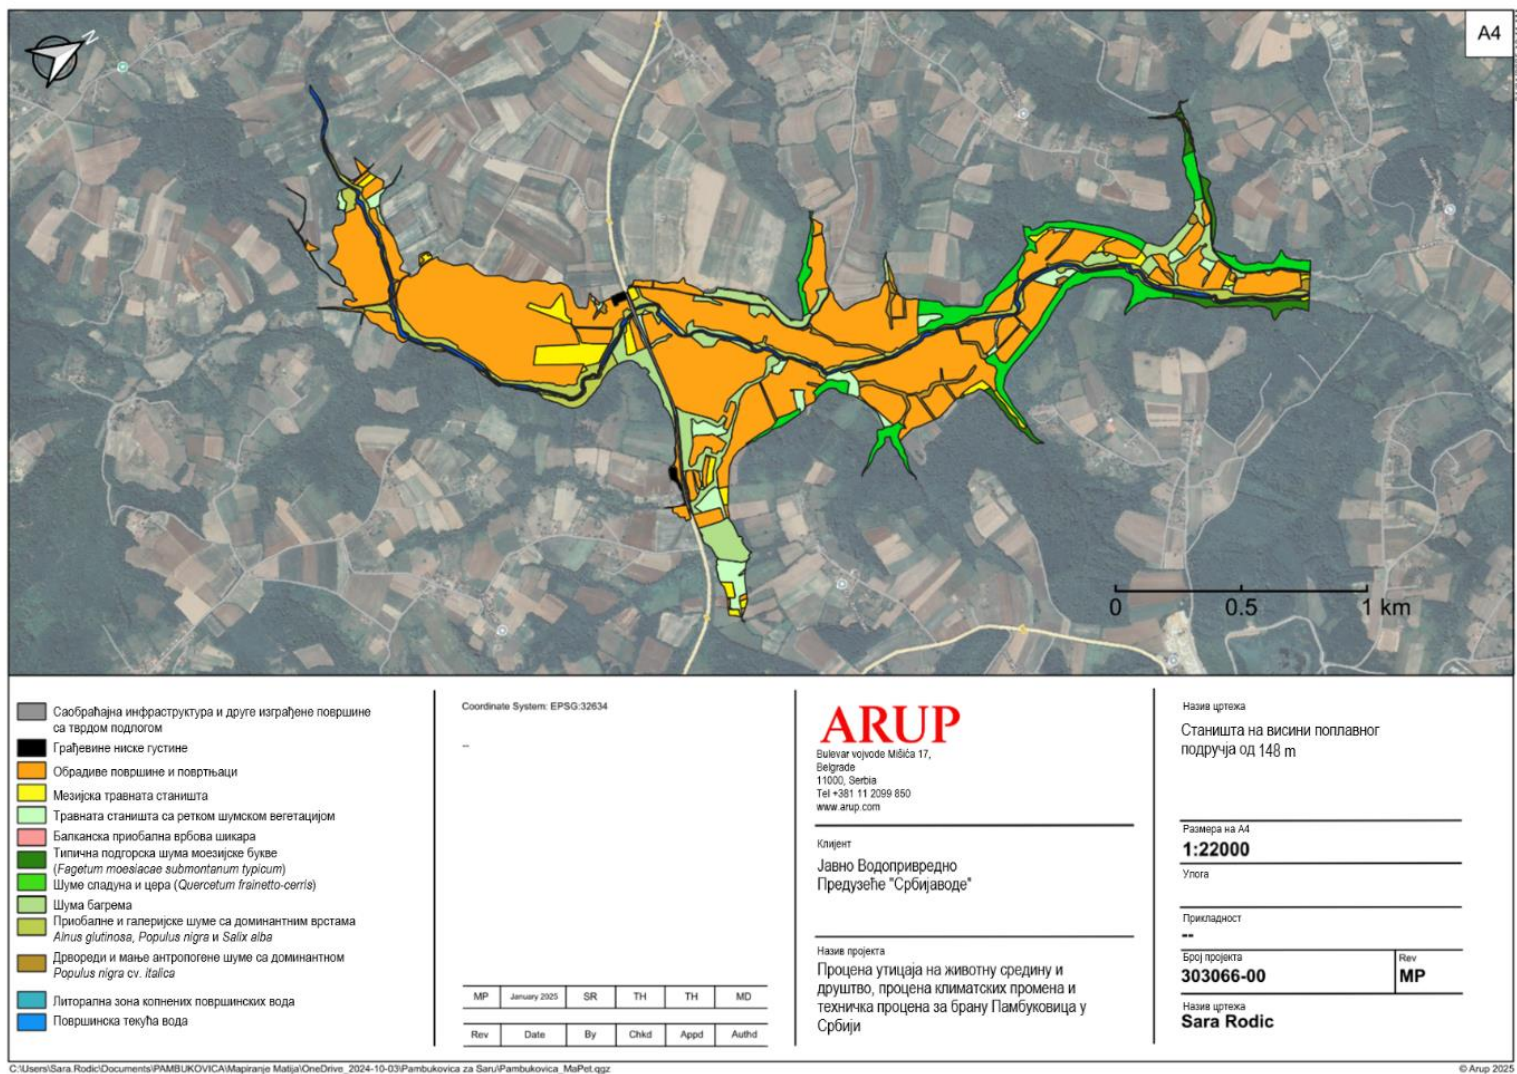 A4
N
0 0.5 1 km
Саобраћајна инфраструктура и друге изграђене површине
са тврдом подлогом
Грађевине ниске густине
Обрадиве површине и повртњаци
Мезијска травната станишта
Травната станишта са ретком шумском вегетацијом
Балканска приобална врбова шикара
Типична подгорска шума моезијске букве
(Fagetum moesiacae submontanum typicum)
Шуме сладуна и цера (Quercetum frainetto-cerris)
Шума багрема
Приобалне и галеријске шуме са доминантним врстама
Alnus glutinosa, Populus nigra и Salix alba
Дрвореди и мање антропогене шуме са доминантном
Populus nigra cv. italica
Литорална зона копнених површинских вода
Површинска текућа вода
Coordinate System: EPSG:32634
--
MP January 2025 SR TH TH MD
Rev Date By Chkd Appd Authd
ARUP
Bulevar vojvode Mišića 17,
Belgrade
11000, Serbia
Tel +381 11 2099 850
www.arup.com
Клијент
Јавно Водопривредно
Предузеће "Србијаводе"
Назив пројекта
Процена утицаја на животну средину и
друштво, процена климатских промена и
техничка процена за брану Памбуковица у
Србији
Назив цртежа
Станишта на висини поплавног
подручја од 148 m
Размера на А4
1:22000
Улога
Прикладност
--
Број пројекта
303066-00
Rev
MP
Назив цртежа
Sara Rodic
C:\Users\Sara.Rodic\Documents\PAMBUKOVICA\Mapiranje Matija\OneDrive_2024-10-03\Pambukovica za Saru\Pambukovica_MaPet.qgz
© Arup 2025